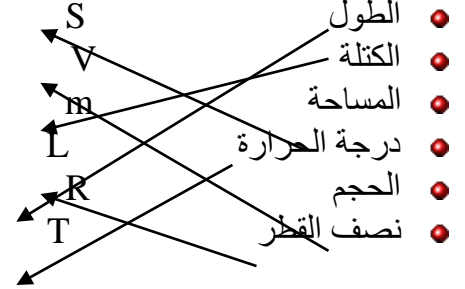 الطول S
الكتلة V
المساحة m
درجة الحرارة L
الحجم R
نصف القطر T